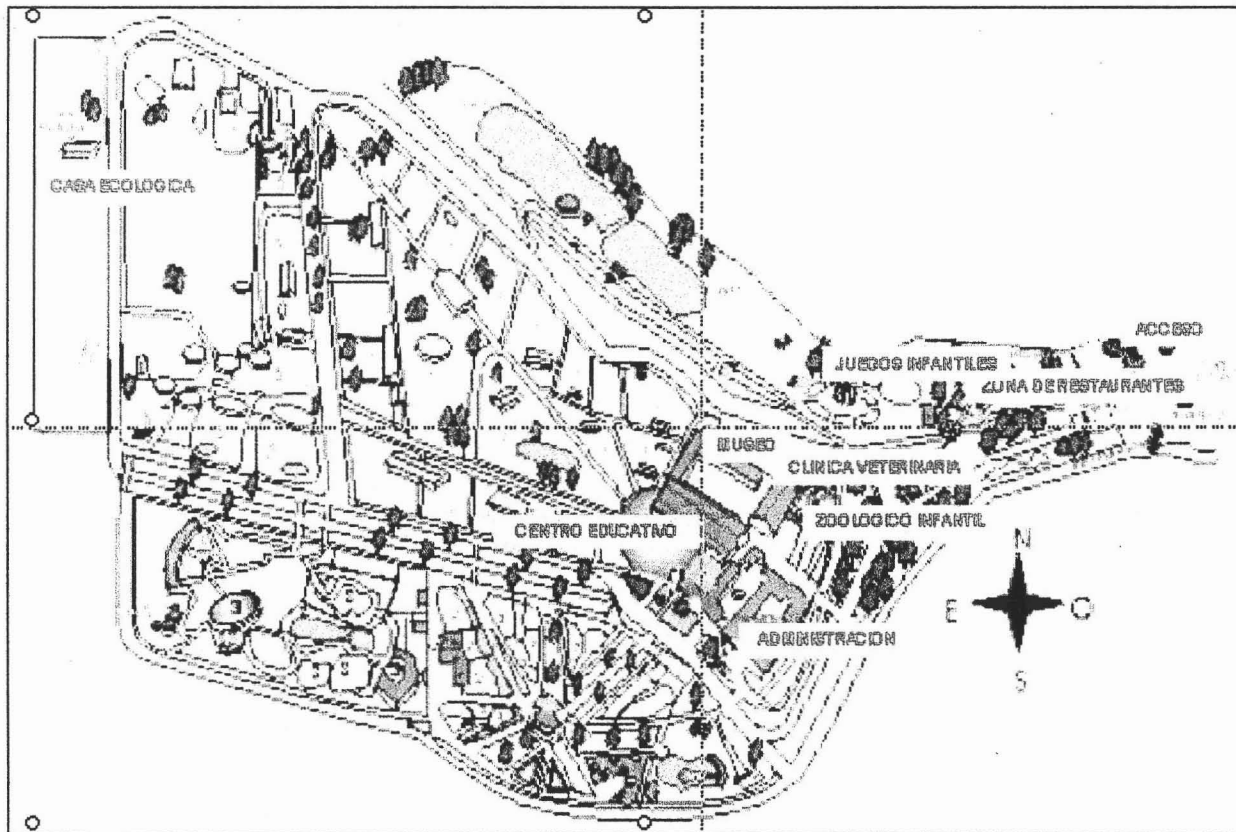 CASA ECOLOGICA
ACCESO
JUEGOS INFANTILES
ZONA DE RESTAURANTES
MUSEO
CLINICA VETERINARIA
ZOOLOGICO INFANTIL
CENTRO EDUCATIVO
ADMINISTRACION
N
E O
S